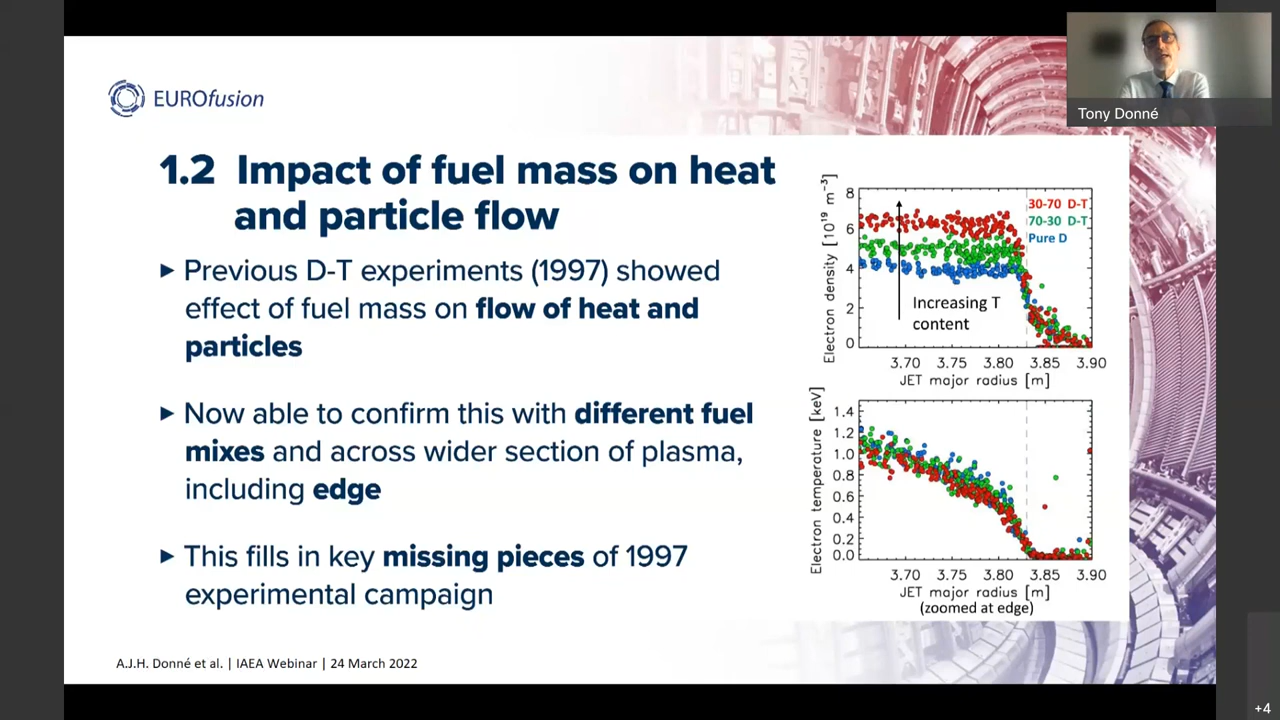 EUROfusion
Tony Donné
1.2 Impact of fuel mass on heat
and particle flow
► Previous D-T experiments (1997) showed
effect of fuel mass on flow of heat and
particles
► Now able to confirm this with different fuel
mixes and across wider section of plasma,
including edge
► This fills in key missing pieces of 1997
experimental campaign
Electron density [10¹⁹ m⁻³]
8
6
4
2
0
30-70 D-T
70-30 D-T
Pure D
Increasing T
content
3.70 3.75 3.80 3.85 3.90
JET major radius [m]
Electron temperature [keV]
1.4
1.2
1.0
0.8
0.6
0.4
0.2
0.0
3.70 3.75 3.80 3.85 3.90
JET major radius [m]
(zoomed at edge)
A.J.H. Donné et al. | IAEA Webinar | 24 March 2022
+4